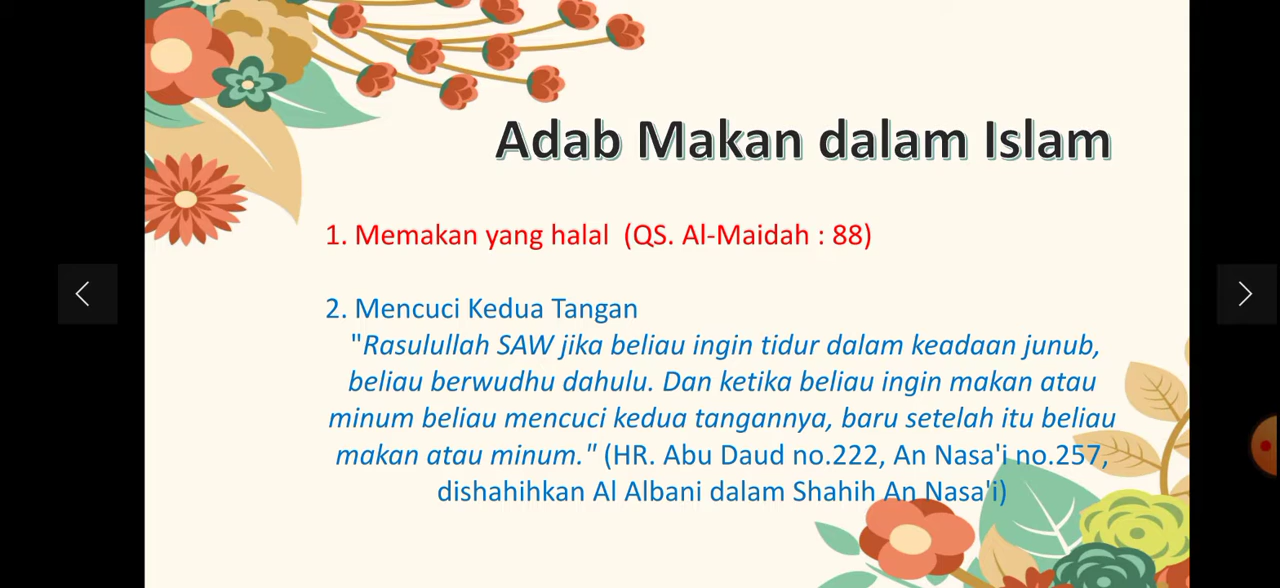 Adab Makan dalam Islam
1. Memakan yang halal (QS. Al-Maidah : 88)
2. Mencuci Kedua Tangan
"Rasulullah SAW jika beliau ingin tidur dalam keadaan junub,
beliau berwudhu dahulu. Dan ketika beliau ingin makan atau
minum beliau mencuci kedua tangannya, baru setelah itu beliau
makan atau minum." (HR. Abu Daud no.222, An Nasa'i no.257,
dishahihkan Al Albani dalam Shahih An Nasa'i)